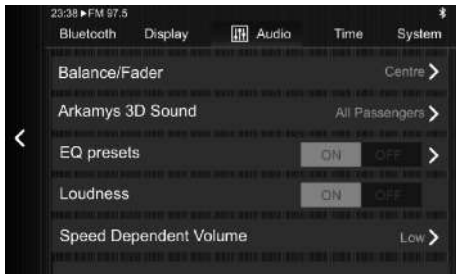 23:38 ►FM 97.5
Bluetooth Display Audio Time System
Balance/Fader Centre
Arkamys 3D Sound All Passengers
EQ presets ON OFF
Loudness ON OFF
Speed Dependent Volume Low